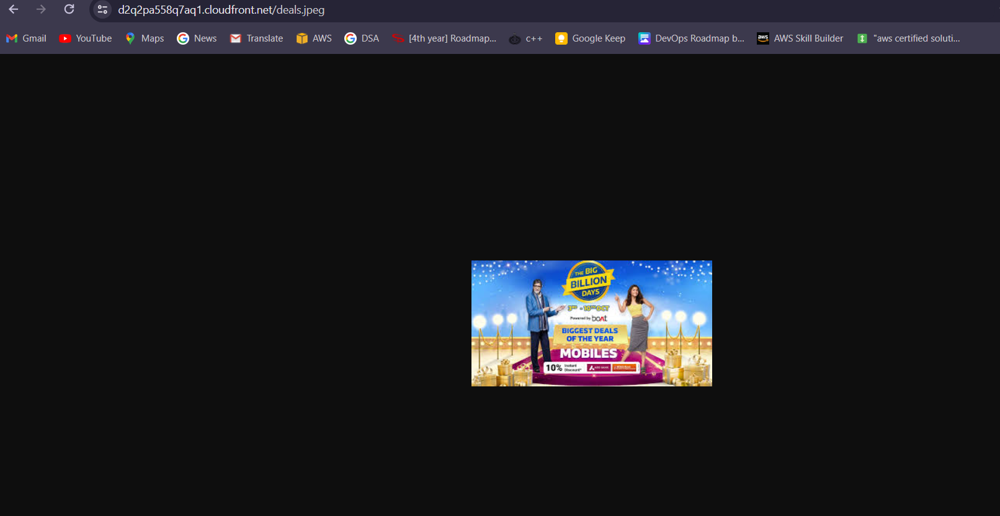 d2q2pa558q7aq1.cloudfront.net/deals.jpeg
Gmail YouTube Maps News Translate AWS DSA [4th year] Roadmap... c++ Google Keep DevOps Roadmap b... AWS Skill Builder "aws certified soluti...
THE BIG
BILLION
DAYS
3RD - 10TH OCT
Powered by boAt
BIGGEST DEALS
OF THE YEAR
MOBILES
10% Instant Discount* AXIS BANK